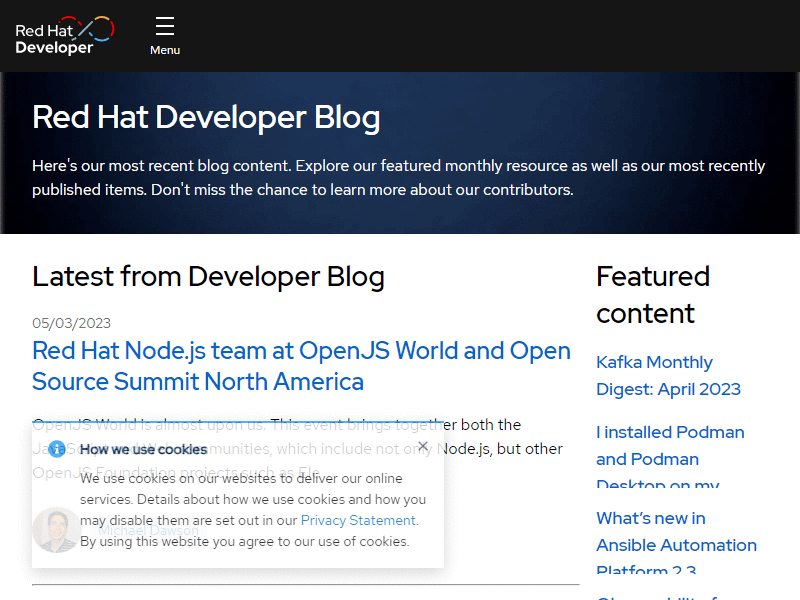 Red Hat
Developer
Menu
Red Hat Developer Blog
Here's our most recent blog content. Explore our featured monthly resource as well as our most recently
published items. Don't miss the chance to learn more about our contributors.
Latest from Developer Blog
05/03/2023
Red Hat Node.js team at OpenJS World and Open
Source Summit North America
OpenJS World is almost upon us. This event brings together both the
JavaScript and Web communities, which include not only Node.js, but other
OpenJS Foundation projects such as Ele
Michael Dawson
How we use cookies
We use cookies on our websites to deliver our online
services. Details about how we use cookies and how you
may disable them are set out in our Privacy Statement.
By using this website you agree to our use of cookies.
Featured
content
Kafka Monthly
Digest: April 2023
I installed Podman
and Podman
Desktop on my
What's new in
Ansible Automation
Platform 2.3